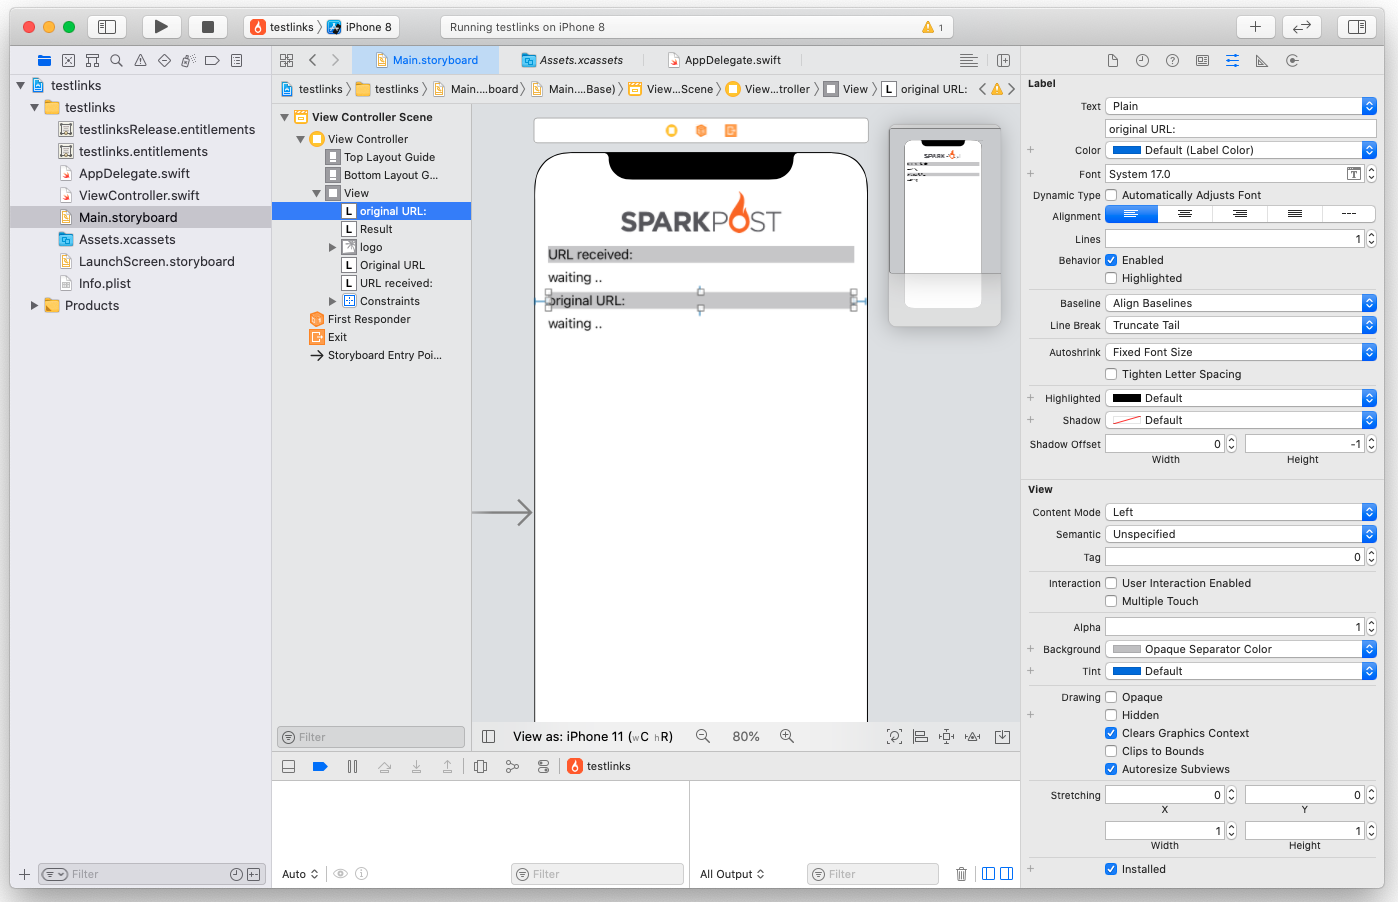 testlinks
iPhone 8
Running testlinks on iPhone 8
1
Main.storyboard
Assets.xcassets
AppDelegate.swift
testlinks
testlinks
Main....board
Main....Base)
View...Scene
View...troller
View
L
original URL:
testlinks
testlinks
testlinksRelease.entitlements
testlinks.entitlements
AppDelegate.swift
ViewController.swift
Main.storyboard
Assets.xcassets
LaunchScreen.storyboard
Info.plist
Products
Filter
View Controller Scene
View Controller
Top Layout Guide
Bottom Layout G...
View
L original URL:
L Result
logo
L Original URL
L URL received:
Constraints
First Responder
Exit
Storyboard Entry Poi...
Filter
SPARKPOST
URL received:
waiting ..
original URL:
waiting ..
View as: iPhone 11 (wC hR)
80%
testlinks
Auto
Filter
All Output
Filter
Label
Text Plain
original URL:
Color Default (Label Color)
Font System 17.0 T
Dynamic Type Automatically Adjusts Font
Alignment
Lines 1
Behavior Enabled
Highlighted
Baseline Align Baselines
Line Break Truncate Tail
Autoshrink Fixed Font Size
Tighten Letter Spacing
Highlighted Default
Shadow Default
Shadow Offset 0 -1
Width Height
View
Content Mode Left
Semantic Unspecified
Tag 0
Interaction User Interaction Enabled
Multiple Touch
Alpha 1
Background Opaque Separator Color
Tint Default
Drawing Opaque
Hidden
Clears Graphics Context
Clips to Bounds
Autoresize Subviews
Stretching 0 0
X Y
1 1
Width Height
Installed